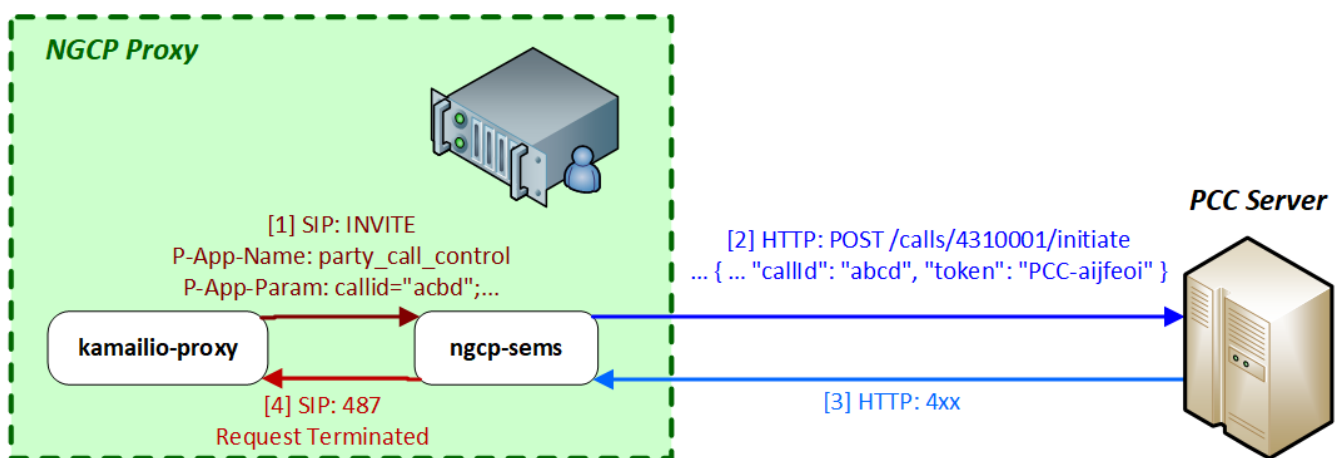 NGCP Proxy
[1] SIP: INVITE
P-App-Name: party_call_control
P-App-Param: callid="acbd";...
kamailio-proxy
ngcp-sems
[4] SIP: 487
Request Terminated
[2] HTTP: POST /calls/4310001/initiate
... { ... "callId": "abcd", "token": "PCC-aijfeoi" }
[3] HTTP: 4xx
PCC Server